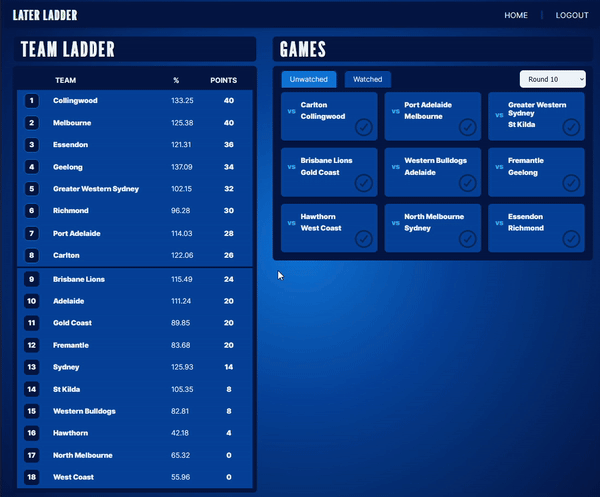 LATER LADDER
HOME | LOGOUT
TEAM LADDER
TEAM % POINTS
1 Collingwood 133.25 40
2 Melbourne 125.38 40
3 Essendon 121.31 36
4 Geelong 137.09 34
5 Greater Western Sydney 102.15 32
6 Richmond 96.28 30
7 Port Adelaide 114.03 28
8 Carlton 122.06 26
9 Brisbane Lions 115.49 24
10 Adelaide 111.24 20
11 Gold Coast 89.85 20
12 Fremantle 83.68 20
13 Sydney 125.93 14
14 St Kilda 105.35 8
15 Western Bulldogs 82.81 8
16 Hawthorn 42.18 4
17 North Melbourne 65.32 0
18 West Coast 55.96 0
GAMES
Unwatched Watched Round 10
Carlton
vs
Collingwood
Port Adelaide
vs
Melbourne
Greater Western
Sydney
vs
St Kilda
Brisbane Lions
vs
Gold Coast
Western Bulldogs
vs
Adelaide
Fremantle
vs
Geelong
Hawthorn
vs
West Coast
North Melbourne
vs
Sydney
Essendon
vs
Richmond